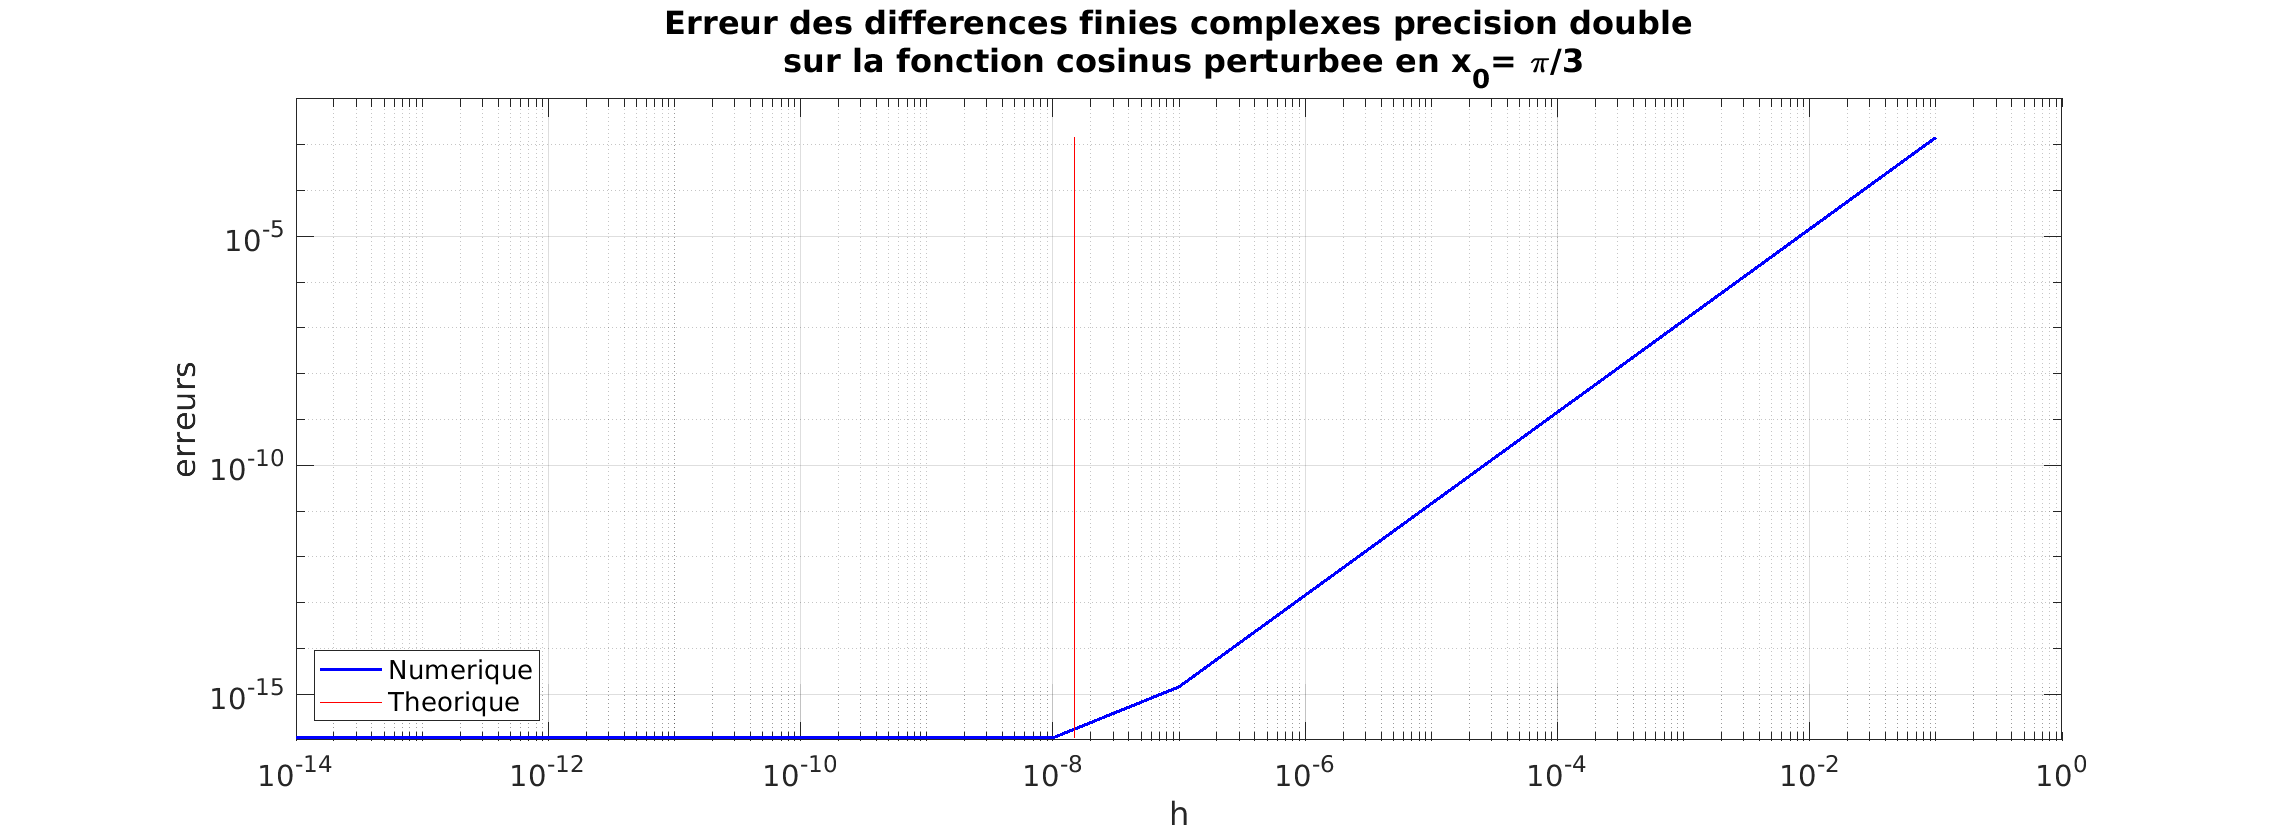 Erreur des differences finies complexes precision double
sur la fonction cosinus perturbee en x₀= π/3
erreurs
10⁻⁵
10⁻¹⁰
10⁻¹⁵
Numerique
Theorique
10⁻¹⁴ 10⁻¹² 10⁻¹⁰ 10⁻⁸ 10⁻⁶ 10⁻⁴ 10⁻² 10⁰
h